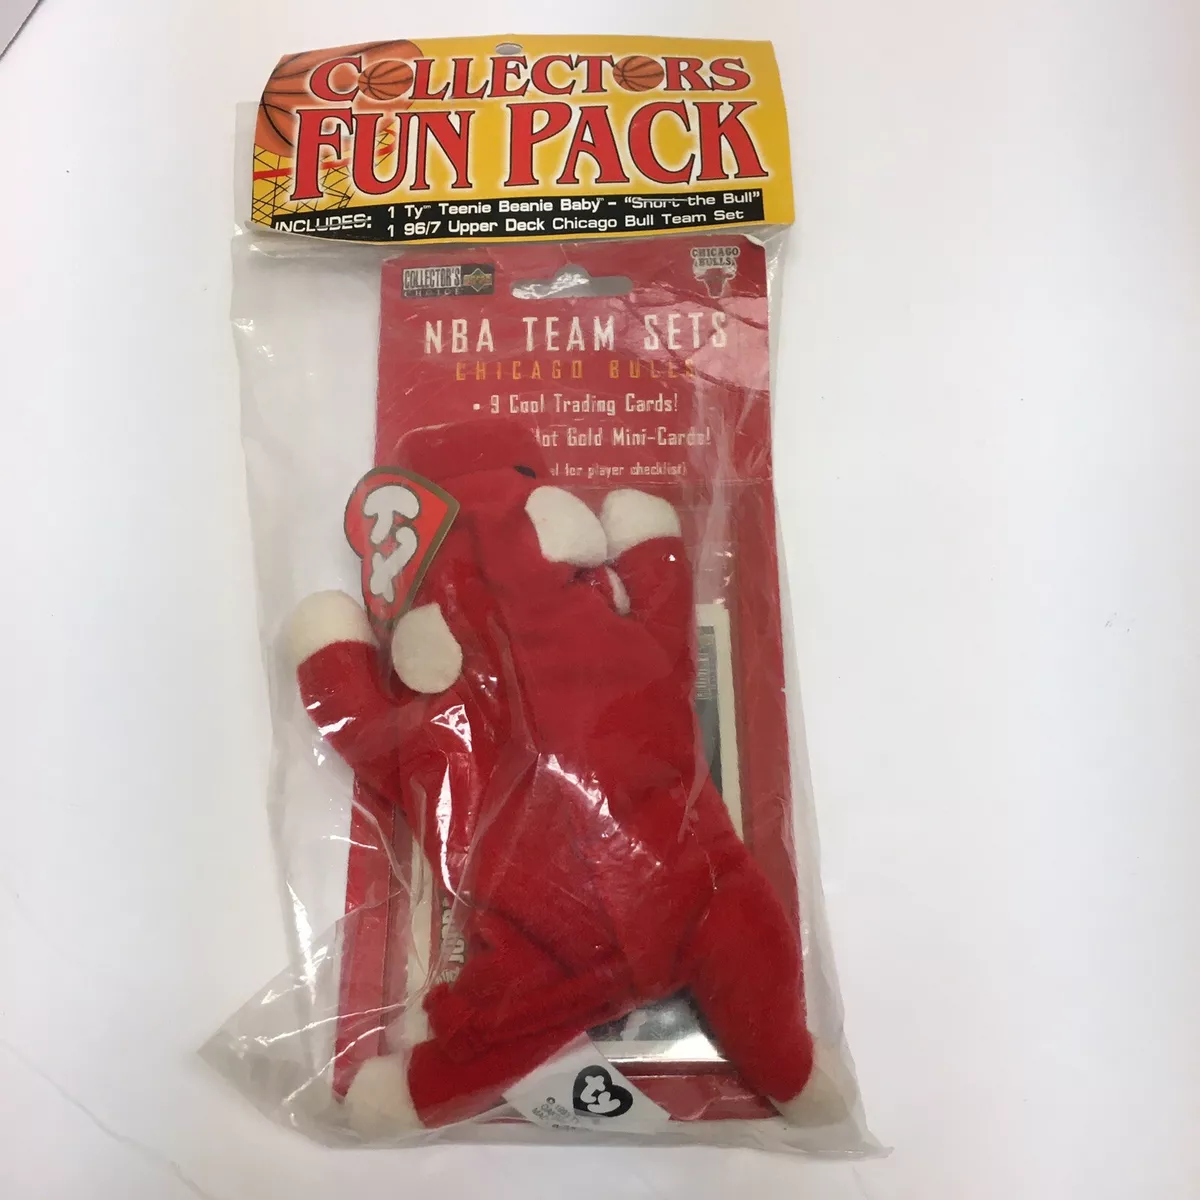 COLLECTORS
FUN PACK
INCLUDES:
1 Ty™ Teenie Beanie Baby™ - "Snort the Bull"
1 96/7 Upper Deck Chicago Bull Team Set
COLLECTOR'S
CHOICE
CHICAGO
BULLS
NBA TEAM SETS
CHICAGO BULLS
• 9 Cool Trading Cards!
Gold Mini-Cards!
for player checklist)
ty
ty